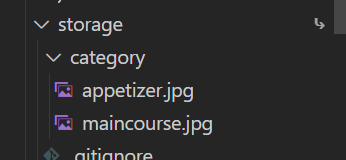 storage
category
appetizer.jpg
maincourse.jpg
.gitignore